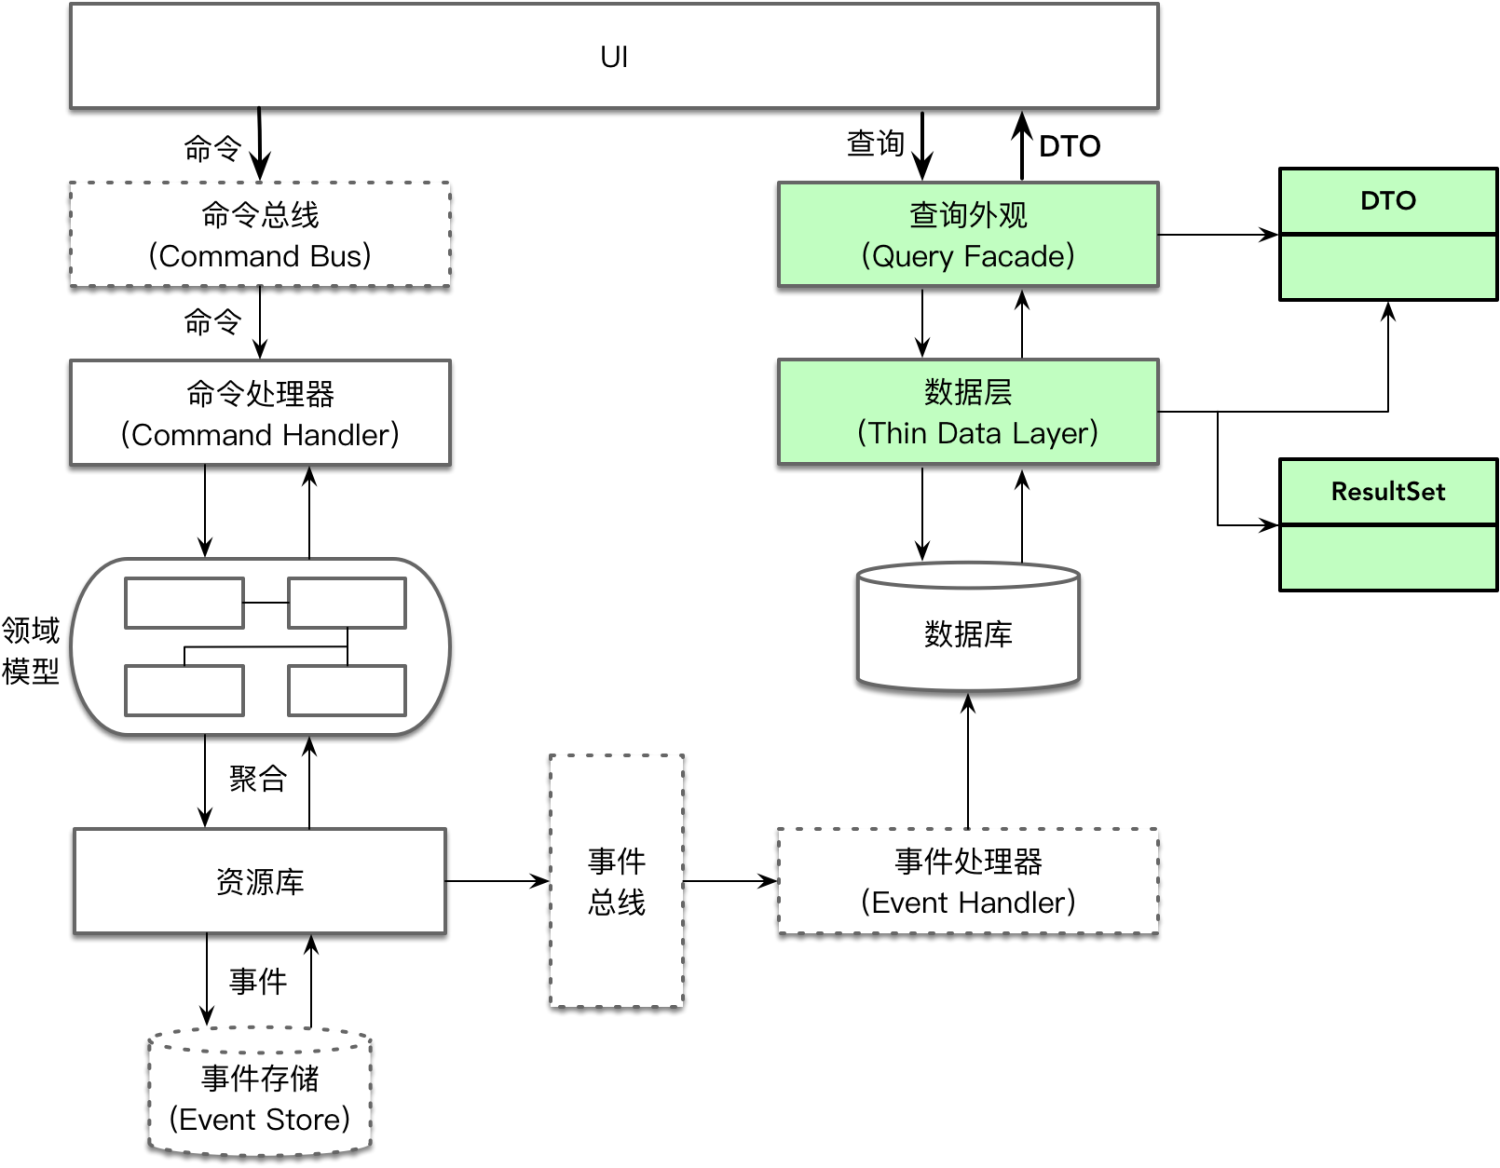 UI
命令
查询
DTO
命令总线
(Command Bus)
查询外观
(Query Facade)
DTO
命令
命令处理器
(Command Handler)
数据层
(Thin Data Layer)
ResultSet
领域
模型
数据库
聚合
资源库
事件
总线
事件处理器
(Event Handler)
事件
事件存储
(Event Store)